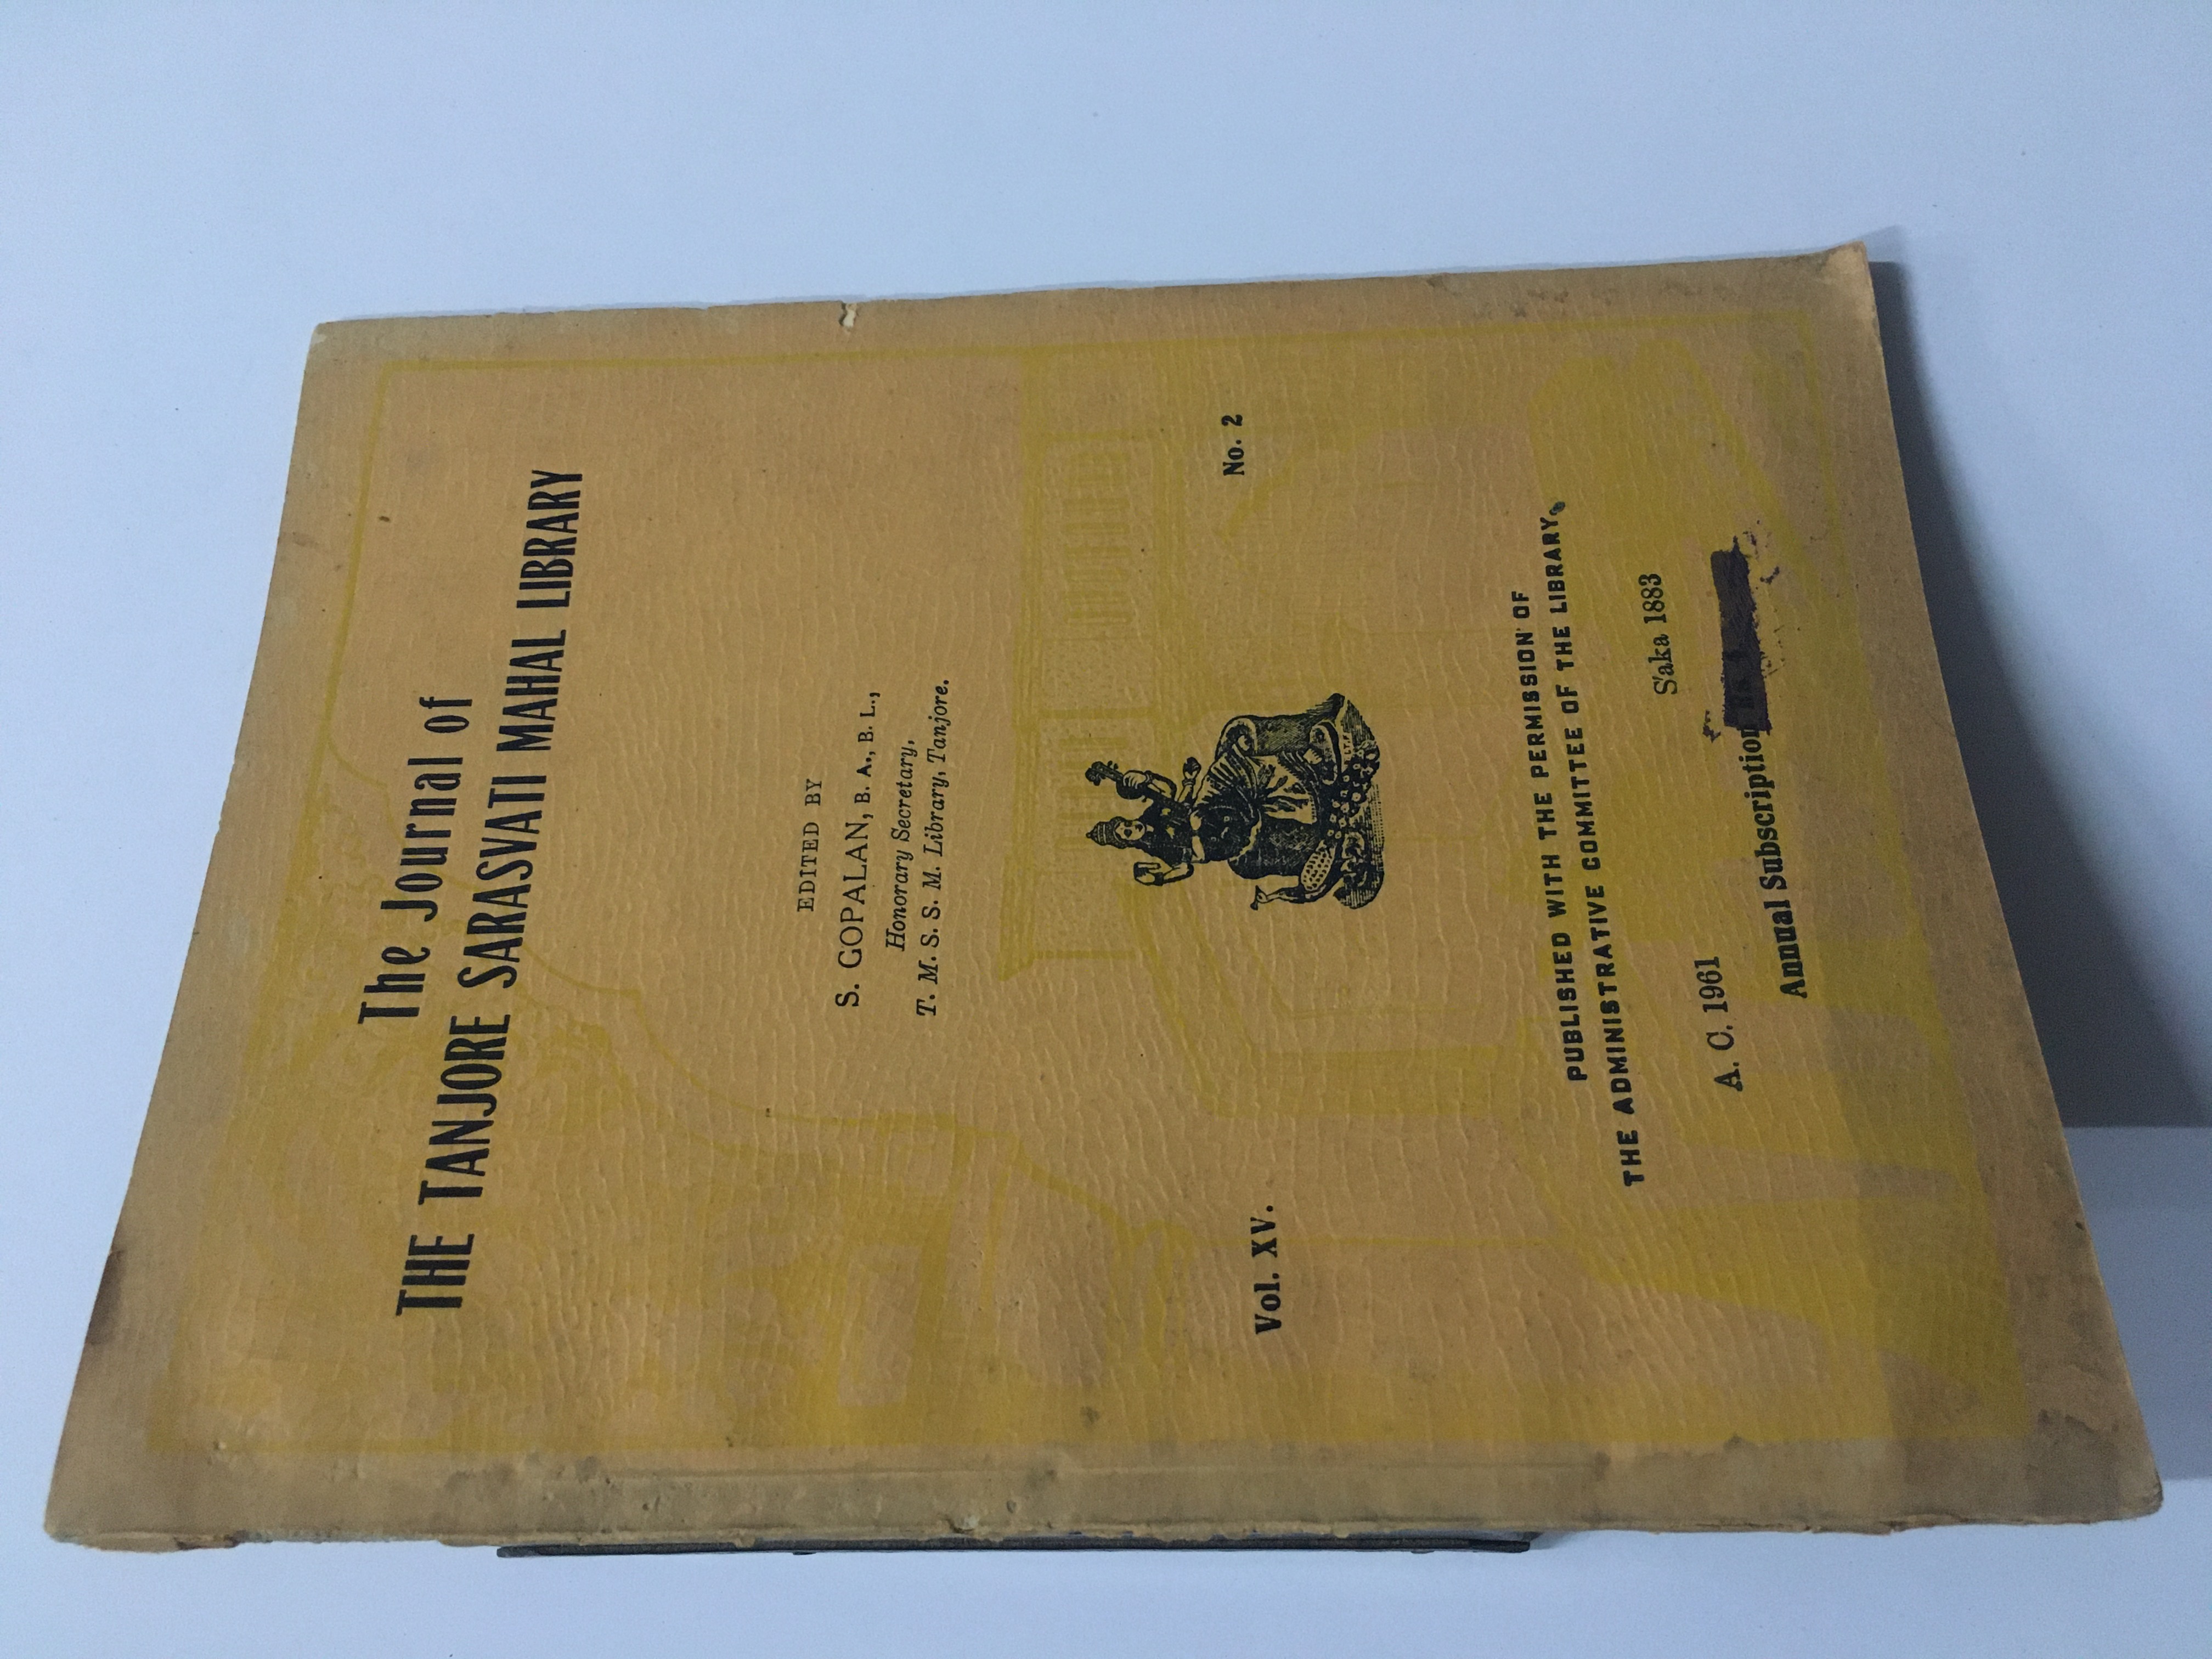 The Journal of
THE TANJORE SARASVATI MAHAL LIBRARY
EDITED BY
S. GOPALAN, B. A., B. L.,
Honorary Secretary,
T. M. S. S. M. Library, Tanjore.
Vol. XV. No. 2
PUBLISHED WITH THE PERMISSION OF
THE ADMINISTRATIVE COMMITTEE OF THE LIBRARY.
A. C. 1961 S'aka 1883
Annual Subscription